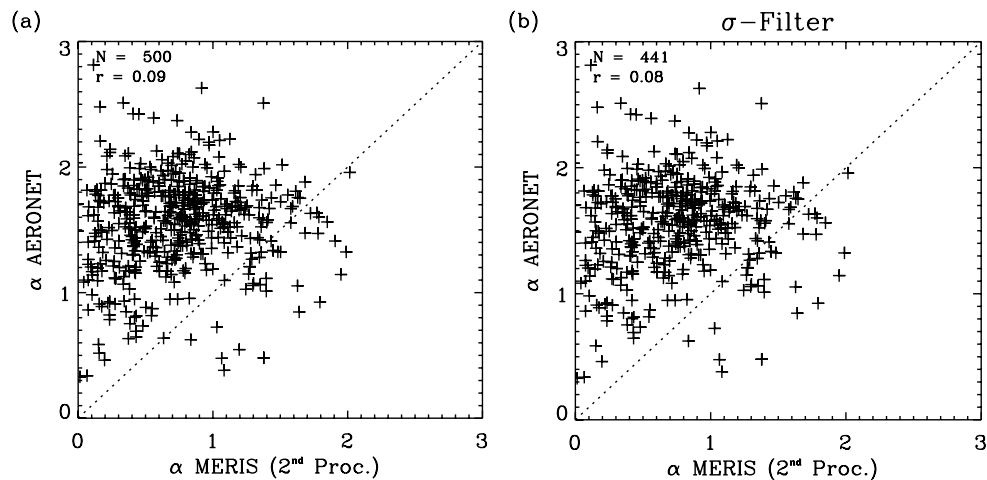 (a)
N = 500
r = 0.09
3
2
1
0
α AERONET
0 1 2 3
α MERIS (2nd Proc.)
(b)
σ−Filter
N = 441
r = 0.08
3
2
1
0
α AERONET
0 1 2 3
α MERIS (2nd Proc.)